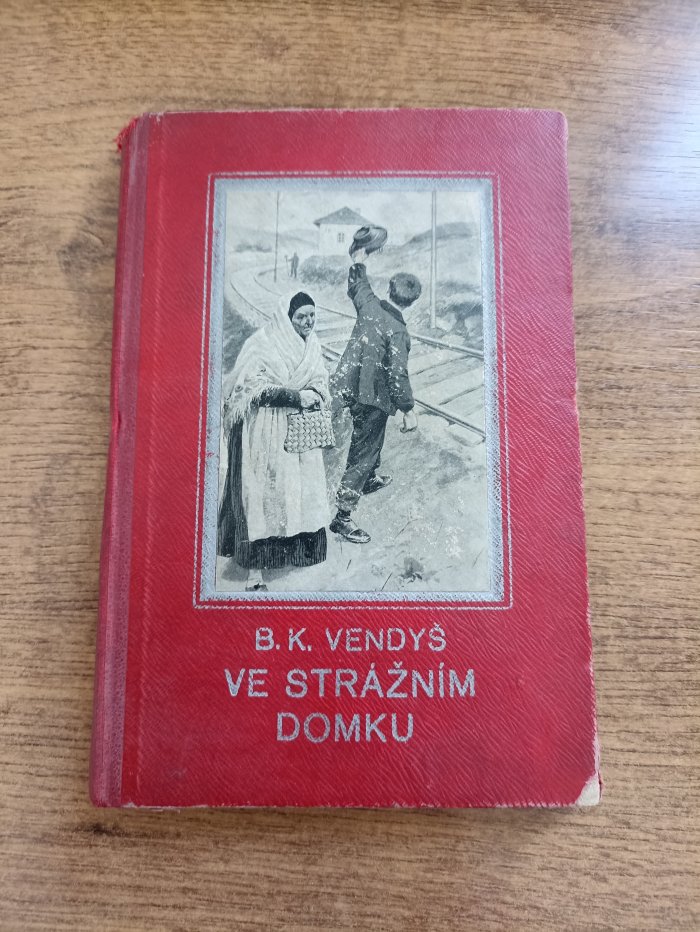 B. K. VENDYŠ
VE STRÁŽNÍM
DOMKU